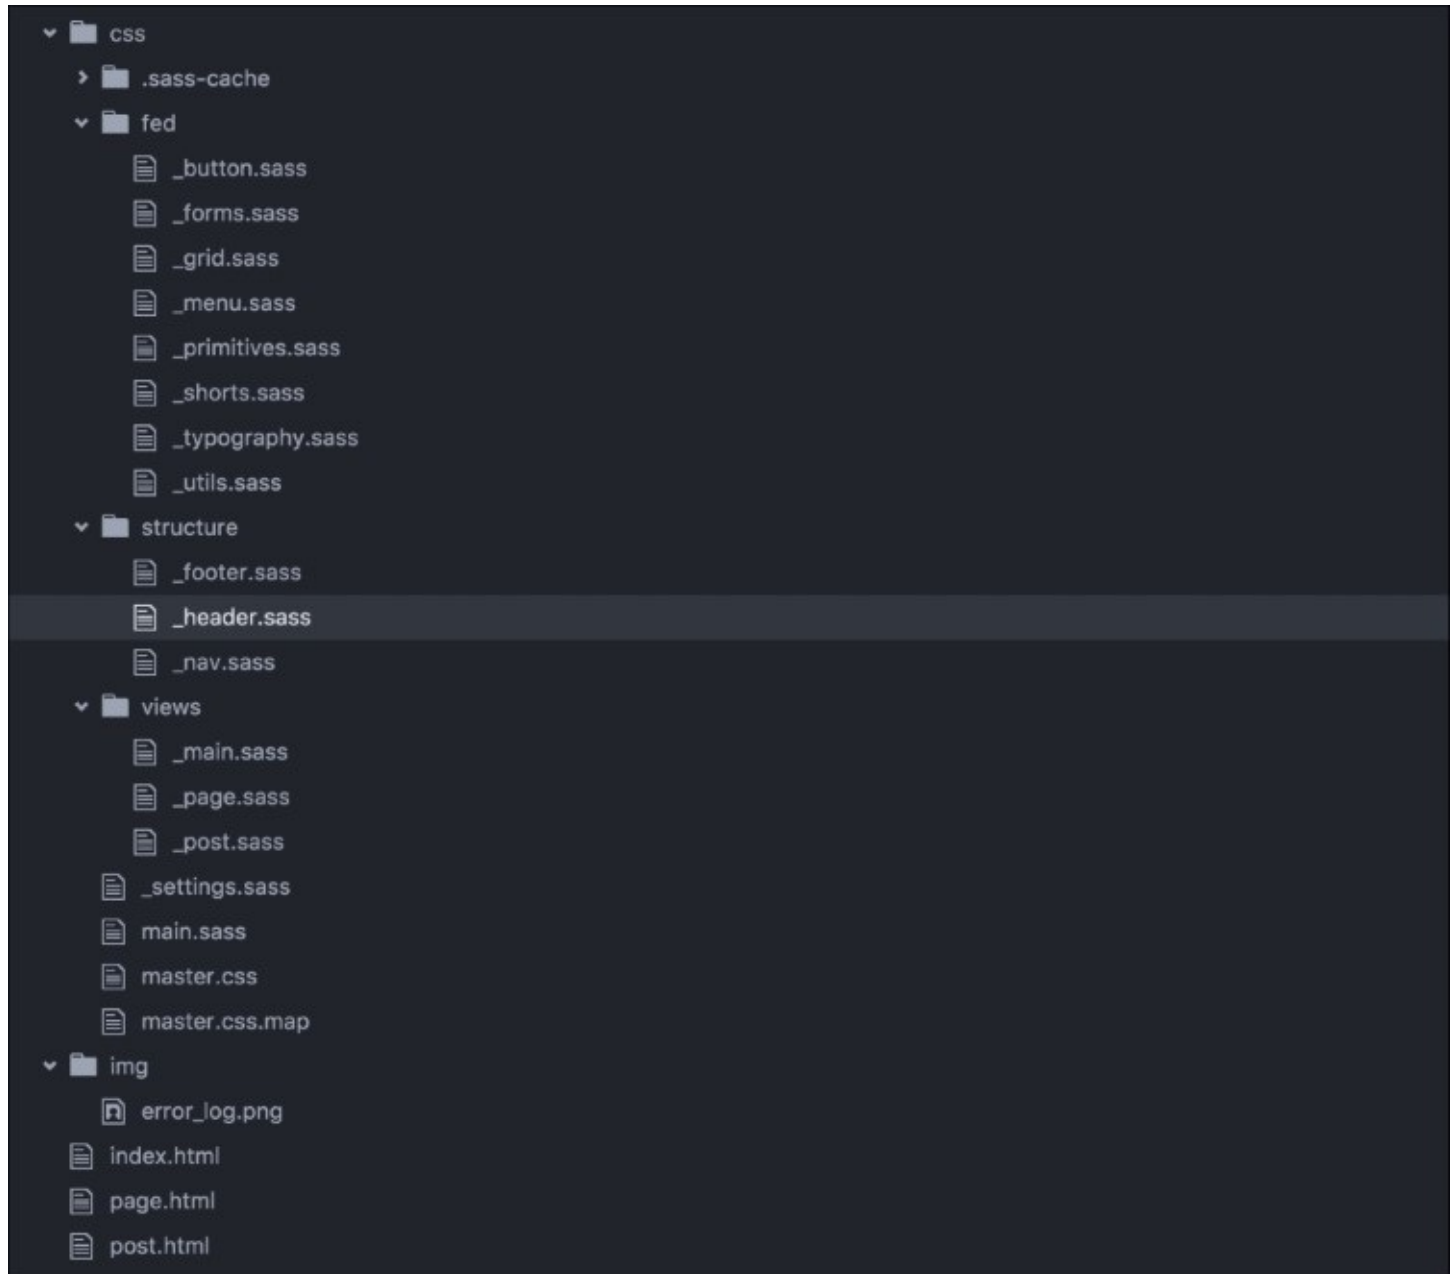 css
.sass-cache
fed
_button.sass
_forms.sass
_grid.sass
_menu.sass
_primitives.sass
_shorts.sass
_typography.sass
_utils.sass
structure
_footer.sass
_header.sass
_nav.sass
views
_main.sass
_page.sass
_post.sass
_settings.sass
main.sass
master.css
master.css.map
img
error_log.png
index.html
page.html
post.html